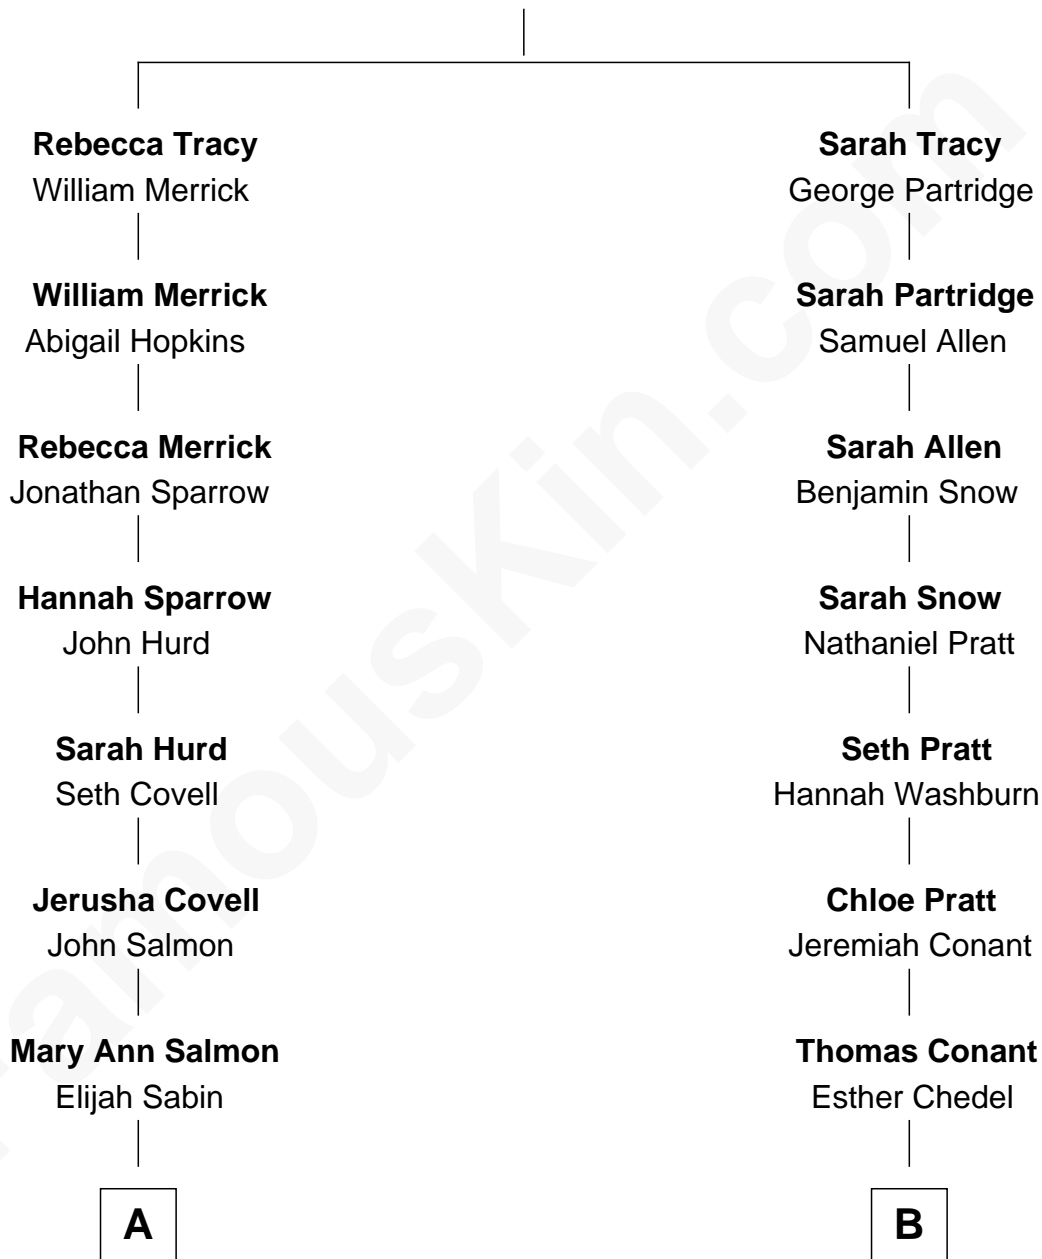 Rebecca Tracy
William Merrick
Sarah Tracy
George Partridge
William Merrick
Abigail Hopkins
Sarah Partridge
Samuel Allen
Rebecca Merrick
Jonathan Sparrow
Sarah Allen
Benjamin Snow
Hannah Sparrow
John Hurd
Sarah Snow
Nathaniel Pratt
Sarah Hurd
Seth Covell
Seth Pratt
Hannah Washburn
Jerusha Covell
John Salmon
Chloe Pratt
Jeremiah Conant
Mary Ann Salmon
Elijah Sabin
Thomas Conant
Esther Chedel
A
B
FamousKin.com